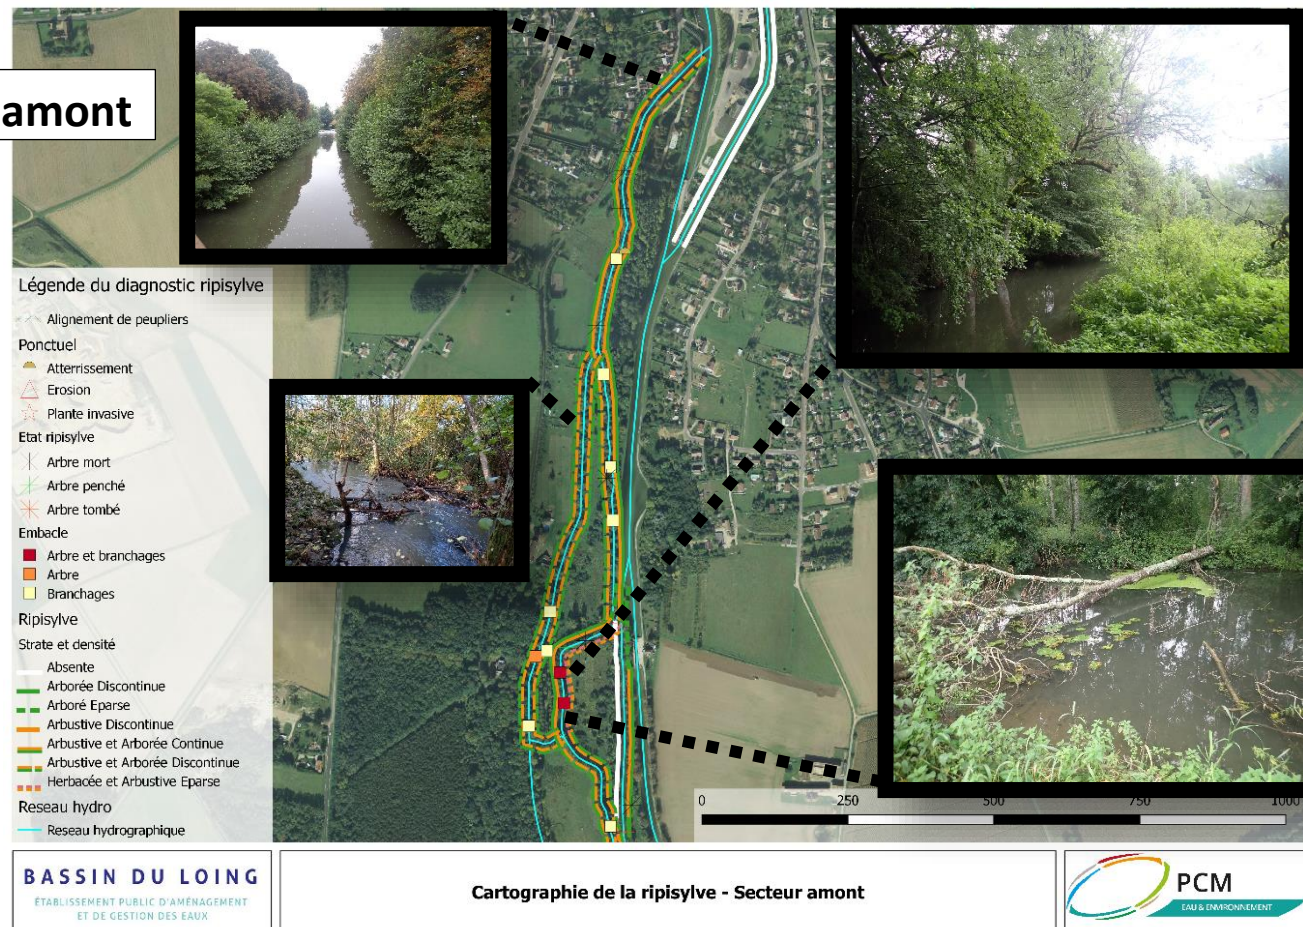 amont
Légende du diagnostic ripisylve
Alignement de peupliers
Ponctuel
Atterrissement
Erosion
Plante invasive
Etat ripisylve
Arbre mort
Arbre penché
Arbre tombé
Embacle
Arbre et branchages
Arbre
Branchages
Ripisylve
Strate et densité
Absente
Arborée Discontinue
Arboré Eparse
Arbustive Discontinue
Arbustive et Arborée Continue
Arbustive et Arborée Discontinue
Herbacée et Arbustive Eparse
Reseau hydro
Reseau hydrographique
0 250 500 750 1000
BASSIN DU LOING
ÉTABLISSEMENT PUBLIC D'AMÉNAGEMENT
ET DE GESTION DES EAUX
Cartographie de la ripisylve - Secteur amont
PCM
EAU & ENVIRONNEMENT